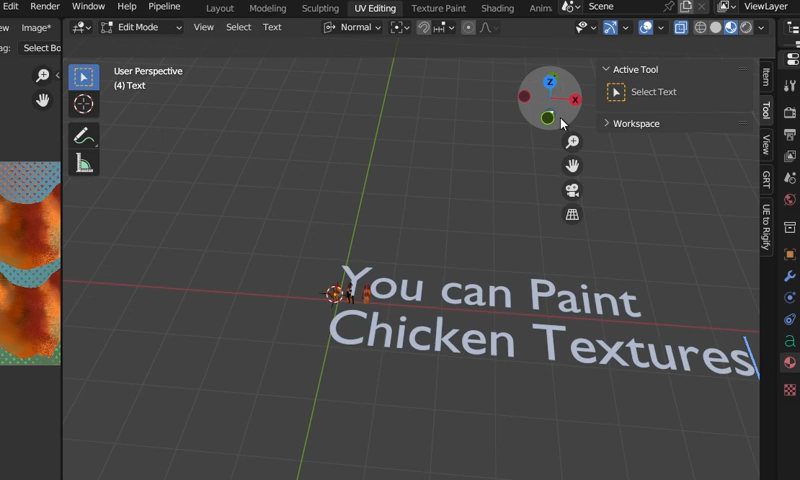 Edit Render Window Help Pipeline Layout Modeling Sculpting UV Editing Texture Paint Shading Anim Scene ViewLayer
View Image* Edit Mode View Select Text Normal
Select Bo
User Perspective
(4) Text
Z
X
Active Tool
Select Text
Workspace
Item
Tool
View
GRT
UE to Rigify
You can Paint
Chicken Textures